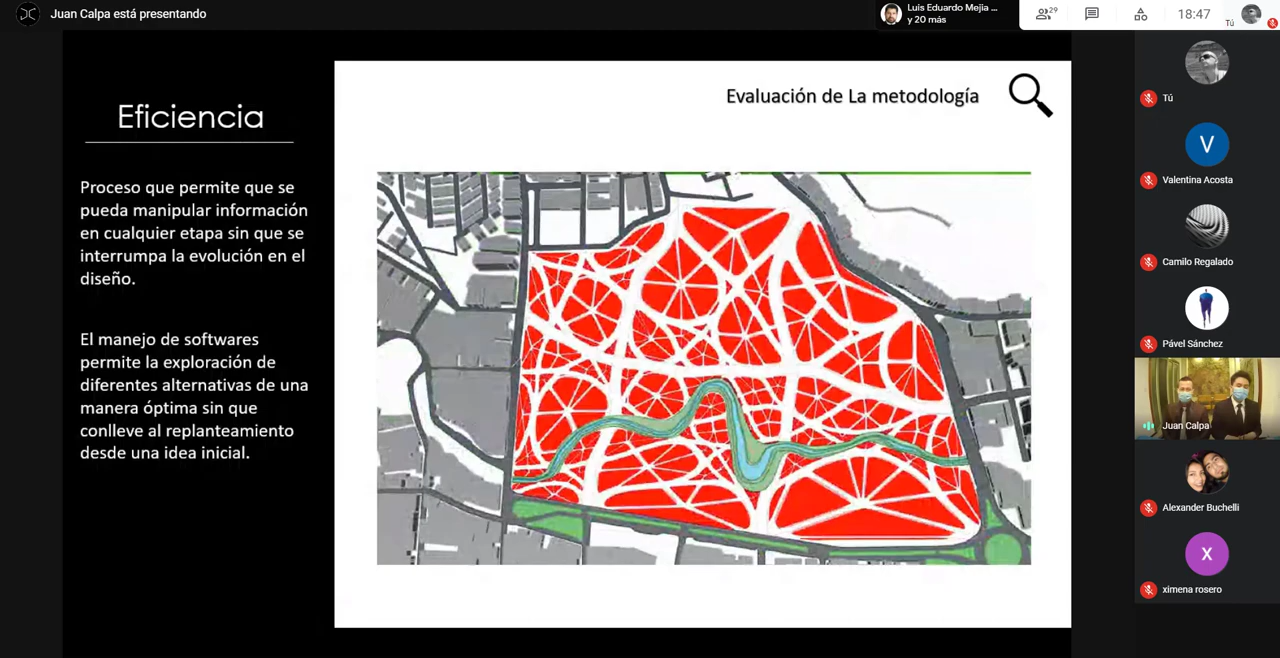 Juan Calpa está presentando
Luis Eduardo Mejia ...
y 20 más
29
18:47
Tú
Eficiencia
Proceso que permite que se
pueda manipular información
en cualquier etapa sin que se
interrumpa la evolución en el
diseño.
El manejo de softwares
permite la exploración de
diferentes alternativas de una
manera óptima sin que
conlleve al replanteamiento
desde una idea inicial.
Evaluación de La metodología
Tú
V
Valentina Acosta
Camilo Regalado
Pável Sánchez
Juan Calpa
Alexander Buchelli
X
ximena rosero